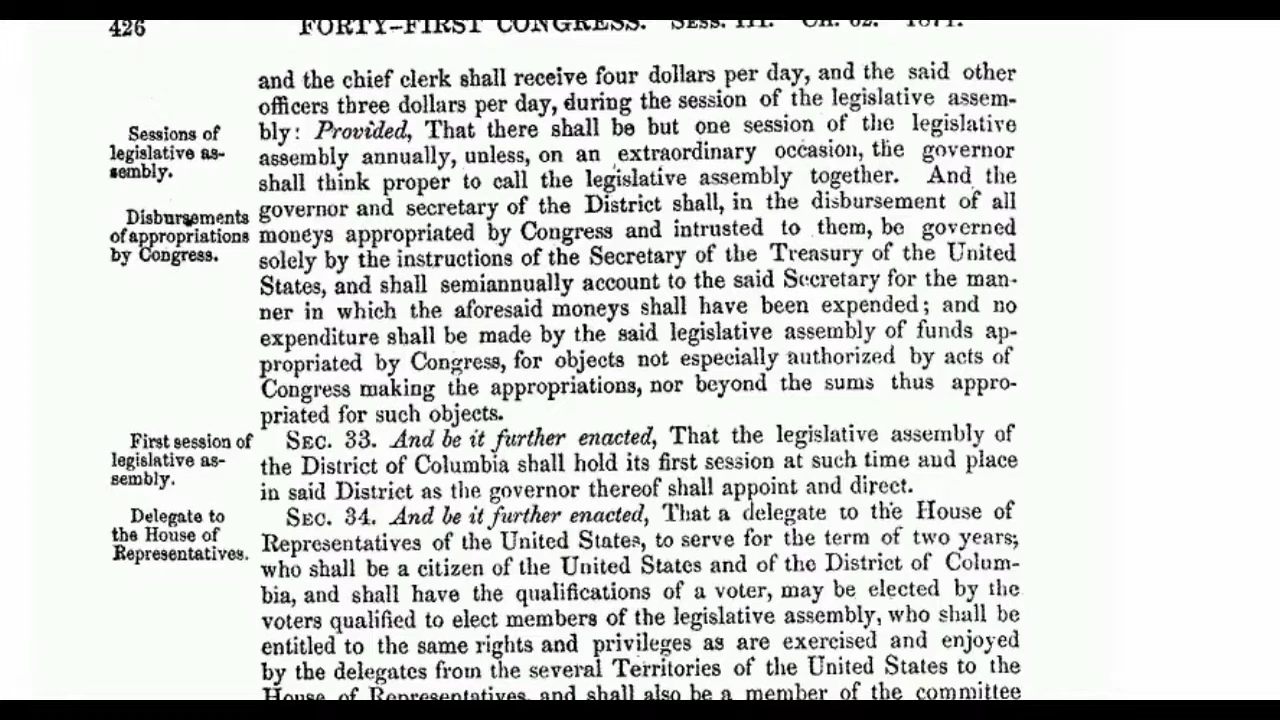 426 FORTY-FIRST CONGRESS. SESS. III. CH. 62. 1871.
and the chief clerk shall receive four dollars per day, and the said other
officers three dollars per day, during the session of the legislative assem-
Sessions of
legislative as-
sembly.
bly: Provided, That there shall be but one session of the legislative
assembly annually, unless, on an extraordinary occasion, the governor
shall think proper to call the legislative assembly together. And the
Disbursements
of appropriations
by Congress.
governor and secretary of the District shall, in the disbursement of all
moneys appropriated by Congress and intrusted to them, be governed
solely by the instructions of the Secretary of the Treasury of the United
States, and shall semiannually account to the said Secretary for the man-
ner in which the aforesaid moneys shall have been expended; and no
expenditure shall be made by the said legislative assembly of funds ap-
propriated by Congress, for objects not especially authorized by acts of
Congress making the appropriations, nor beyond the sums thus appro-
priated for such objects.
First session of
legislative as-
sembly.
SEC. 33. And be it further enacted, That the legislative assembly of
the District of Columbia shall hold its first session at such time and place
in said District as the governor thereof shall appoint and direct.
Delegate to
the House of
Representatives.
SEC. 34. And be it further enacted, That a delegate to the House of
Representatives of the United States, to serve for the term of two years;
who shall be a citizen of the United States and of the District of Colum-
bia, and shall have the qualifications of a voter, may be elected by the
voters qualified to elect members of the legislative assembly, who shall be
entitled to the same rights and privileges as are exercised and enjoyed
by the delegates from the several Territories of the United States to the
House of Representatives, and shall also be a member of the committee